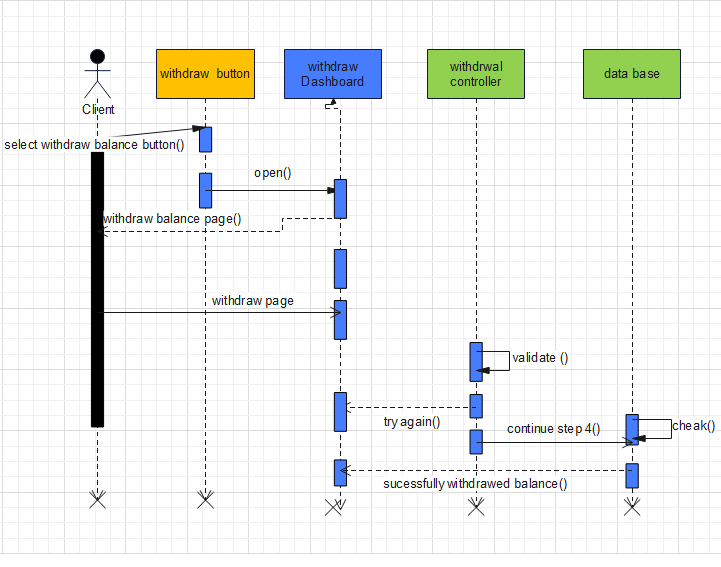 withdraw button
withdraw
Dashboard
withdrwal
controller
data base
Client
select withdraw balance button()
open()
withdraw balance page()
withdraw page
validate ()
try again()
continue step 4()
cheak()
sucessfully withdrawed balance()